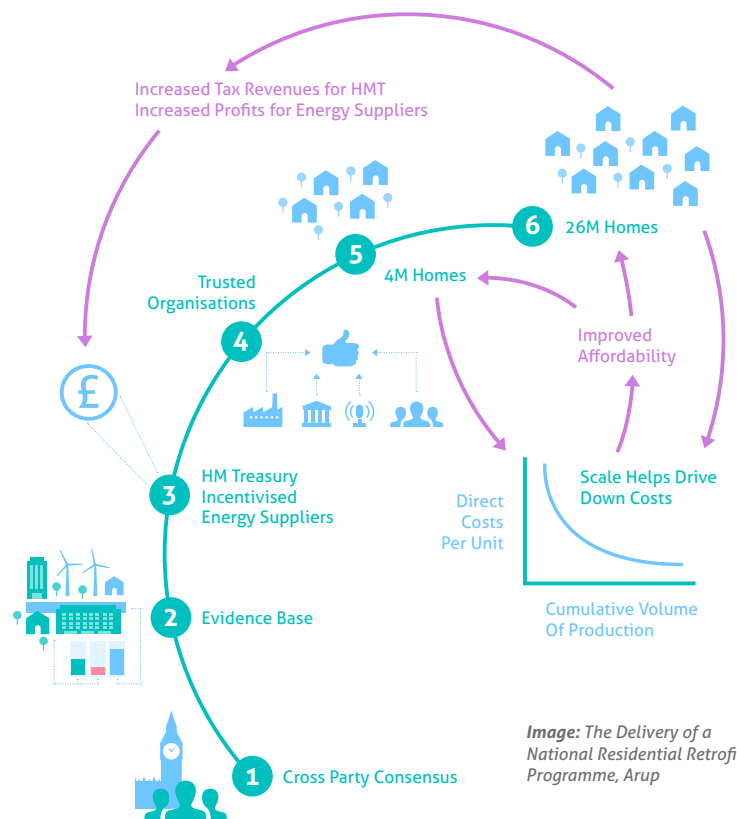 Increased Tax Revenues for HMT
Increased Profits for Energy Suppliers
6
26M Homes
5
4M Homes
Trusted
Organisations
4
Improved
Affordability
£
3
HM Treasury
Incentivised
Energy Suppliers
Scale Helps Drive
Down Costs
Direct
Costs
Per Unit
Cumulative Volume
Of Production
2
Evidence Base
1
Cross Party Consensus
Image: The Delivery of a
National Residential Retrofi
Programme, Arup